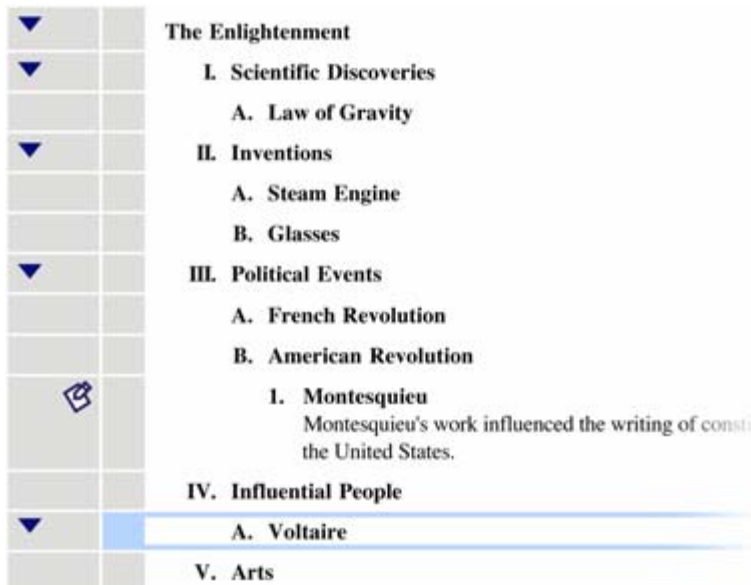 The Enlightenment
I. Scientific Discoveries
A. Law of Gravity
II. Inventions
A. Steam Engine
B. Glasses
III. Political Events
A. French Revolution
B. American Revolution
1. Montesquieu
Montesquieu's work influenced the writing of
the United States.
IV. Influential People
A. Voltaire
V. Arts